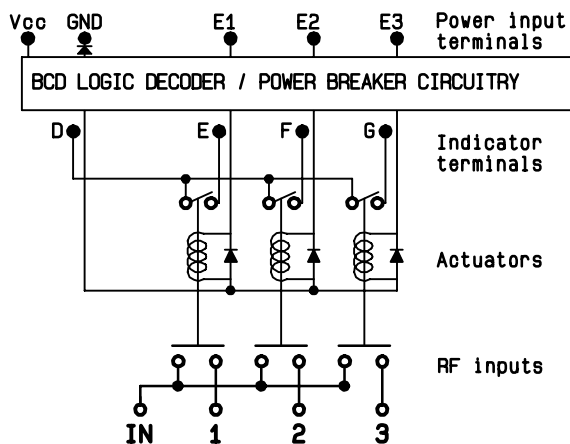 Vcc GND E1 E2 E3 Power input
terminals
BCD LOGIC DECODER / POWER BREAKER CIRCUITRY
D E F G Indicator
terminals
Actuators
RF inputs
IN 1 2 3